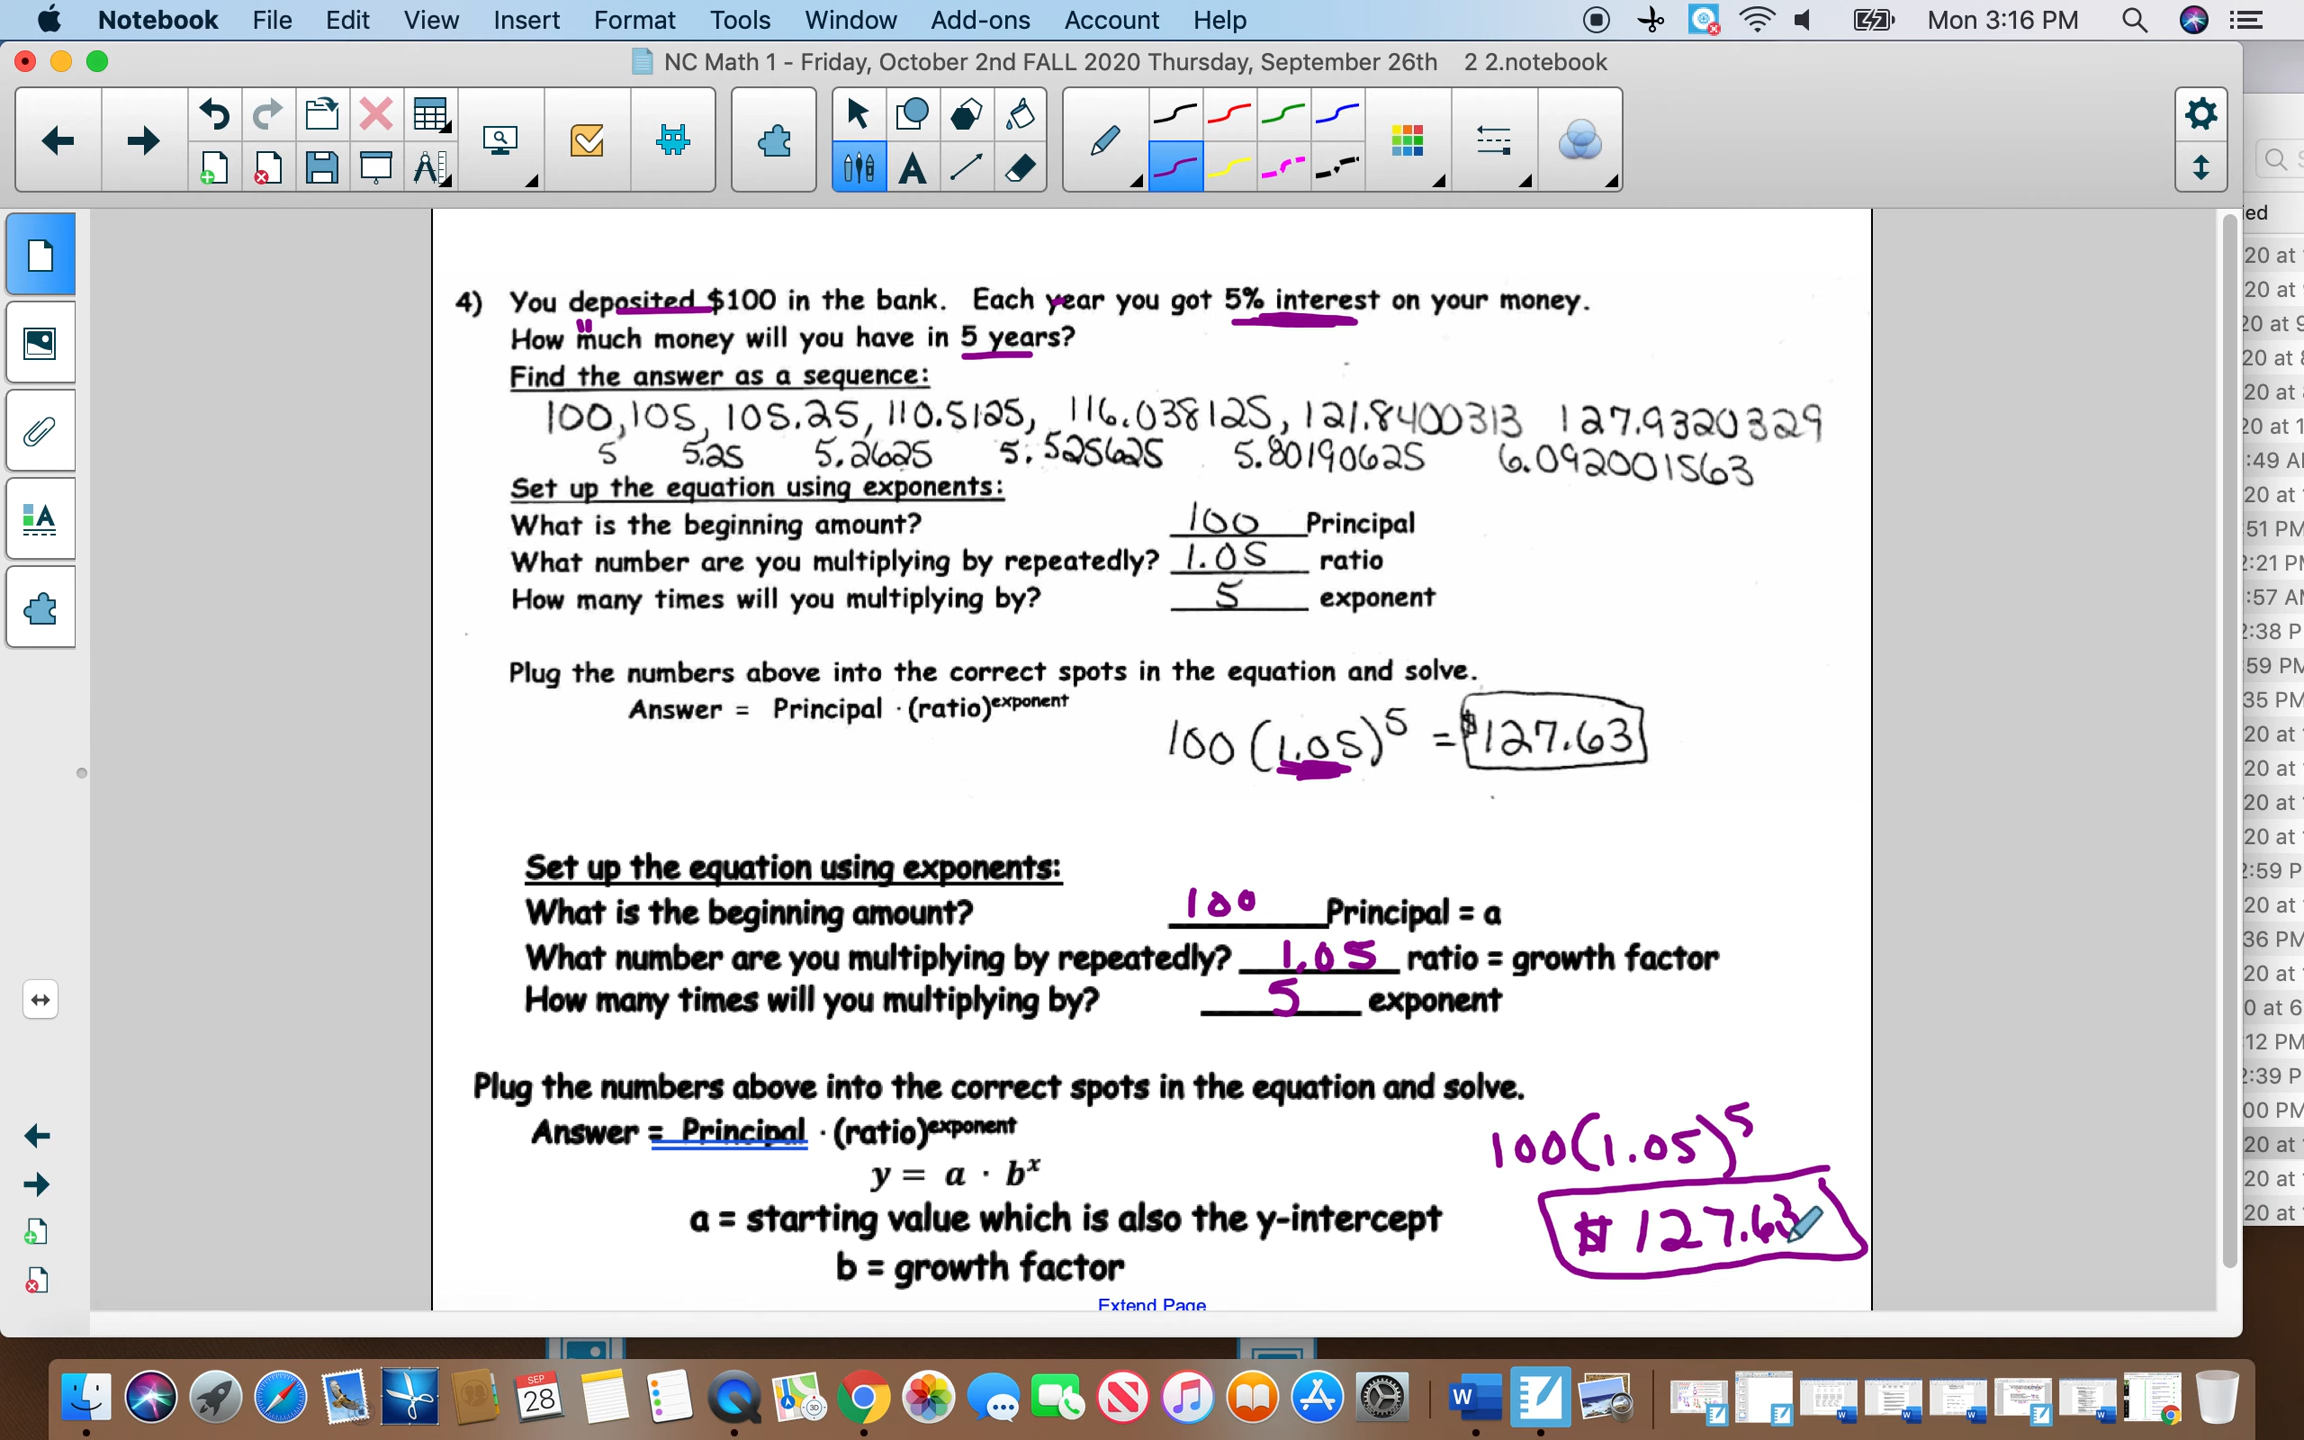 Notebook File Edit View Insert Format Tools Window Add-ons Account Help Mon 3:16 PM
NC Math 1 - Friday, October 2nd FALL 2020 Thursday, September 26th 2 2.notebook
4) You deposited $100 in the bank. Each year you got 5% interest on your money.
How much money will you have in 5 years?
Find the answer as a sequence:
100, 105, 105.25, 110.5125, 116.038125, 121.8400313 127.9320329
5 5.25 5.2625 5.525625 5.80190625 6.092001563
Set up the equation using exponents:
What is the beginning amount? 100 Principal
What number are you multiplying by repeatedly? 1.05 ratio
How many times will you multiplying by? 5 exponent
Plug the numbers above into the correct spots in the equation and solve.
Answer = Principal · (ratio)^exponent
100 (1.05)^5 = $127.63
Set up the equation using exponents:
What is the beginning amount? 100 Principal = a
What number are you multiplying by repeatedly? 1.05 ratio = growth factor
How many times will you multiplying by? 5 exponent
Plug the numbers above into the correct spots in the equation and solve.
Answer = Principal · (ratio)^exponent
100(1.05)^5
y = a · b^x
a = starting value which is also the y-intercept
$ 127.63
b = growth factor
Extend Page
SEP
28